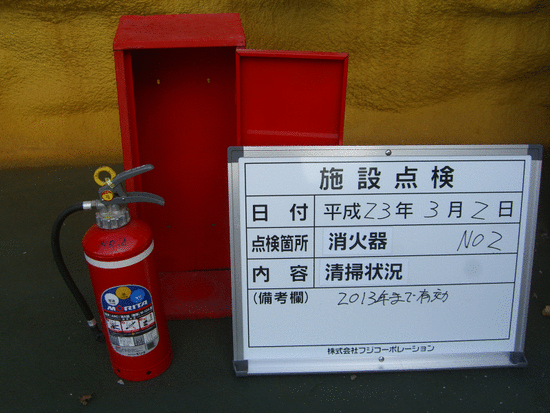 施設点検
日付 平成23年3月2日
点検箇所 消火器 NO2
内容 清掃状況
(備考欄) 2013年まで有効
株式会社フジコーポレーション
MORITA